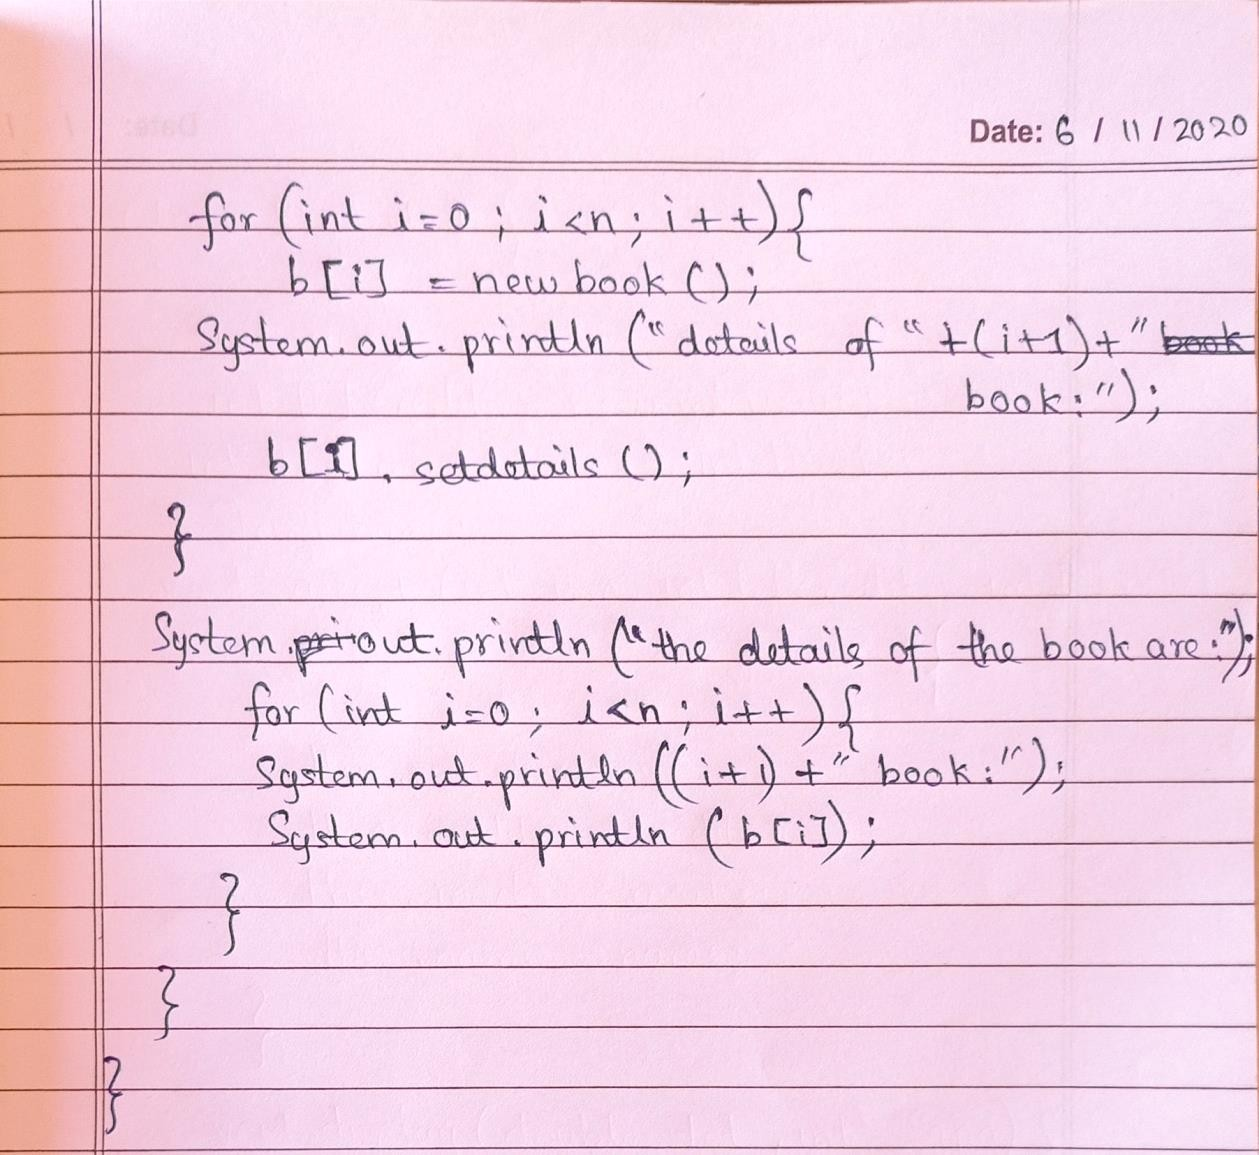 Date: 6 / 11 / 2020
for (int i=0 ; i<n ; i++) {
b[i] = new book ();
System.out.println ("details of "+(i+1)+" book
book:");
b[i].setdetails ();
}
System.out.println ("the details of the book are:");
for (int i=0 ; i<n ; i++) {
System.out.println ((i+1) +" book:");
System.out.println (b[i]);
}
}
}